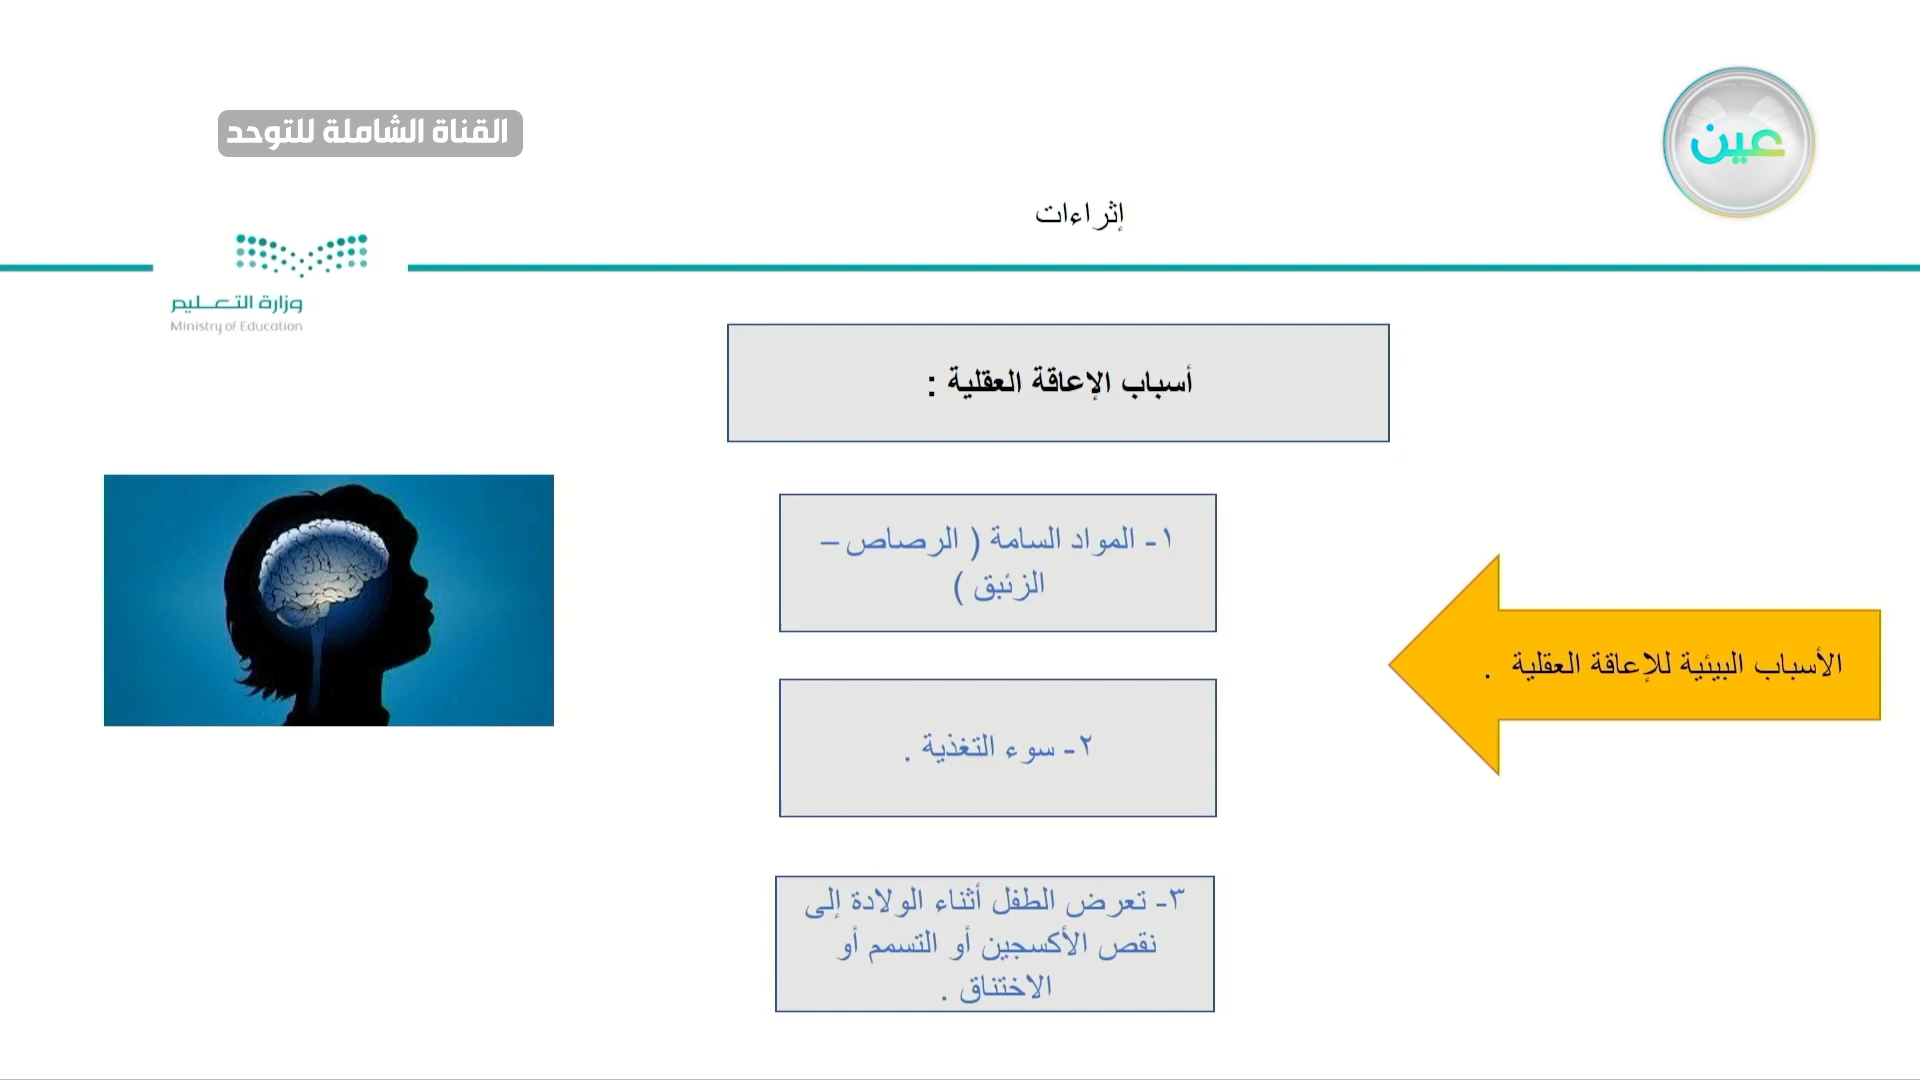 القناة الشاملة للتوحد
عين
إثراءات
وزارة التعليم
Ministry of Education
أسباب الإعاقة العقلية :
الأسباب البيئية للإعاقة العقلية .
١- المواد السامة ( الرصاص –
الزئبق )
٢- سوء التغذية .
٣- تعرض الطفل أثناء الولادة إلى
نقص الأكسجين أو التسمم أو
الاختناق .